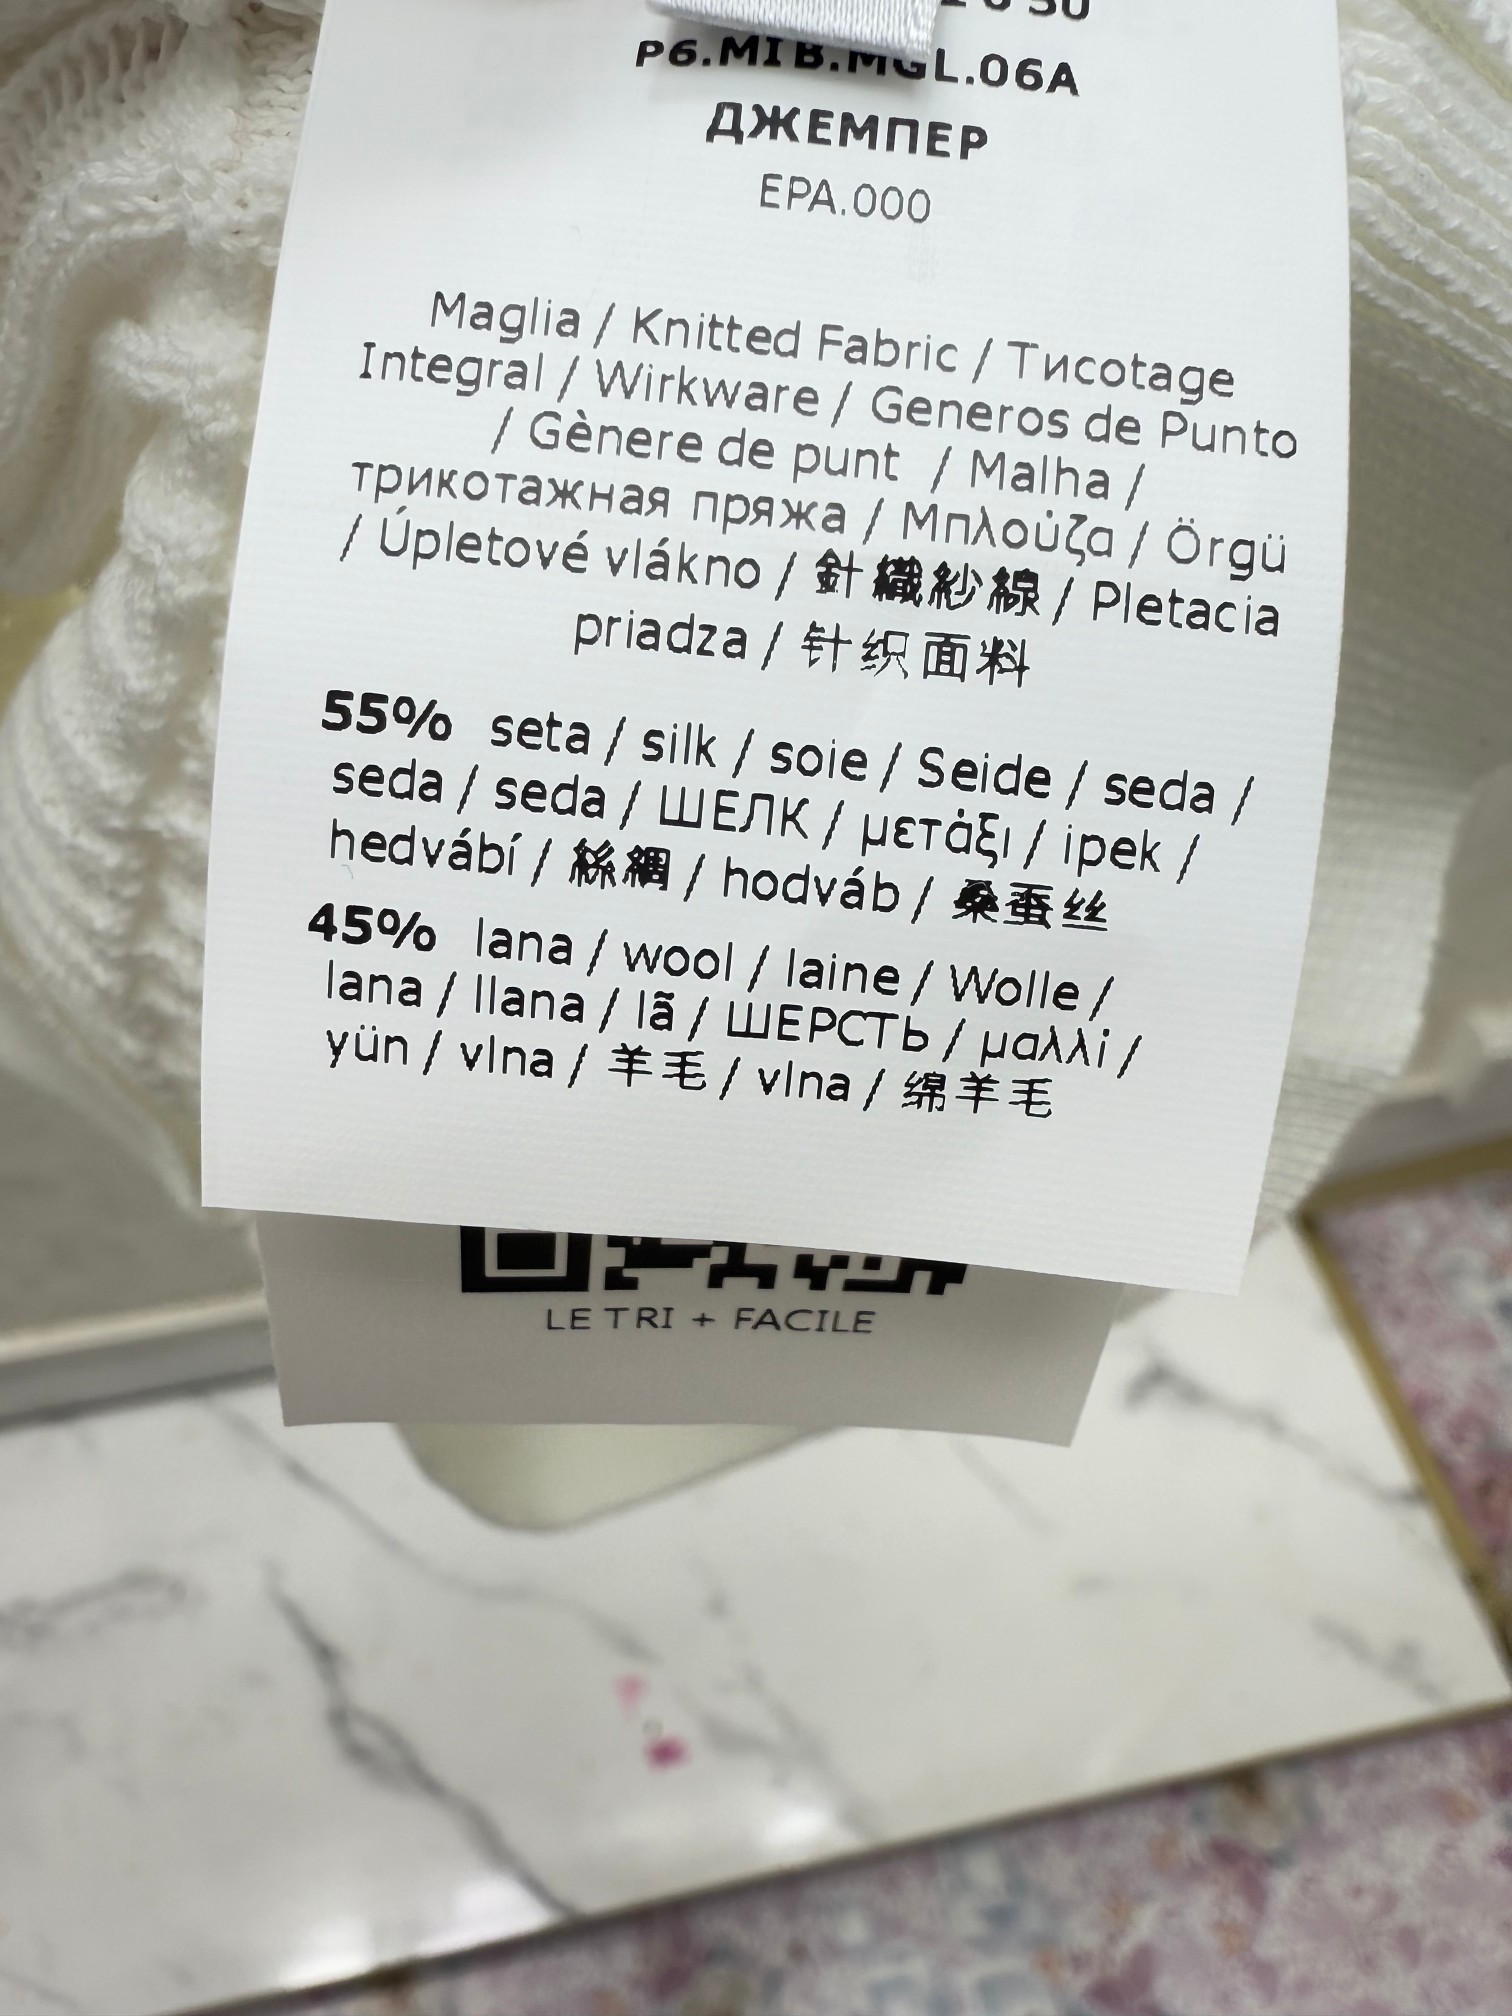 P6.MIB.MGL.06A
ДЖЕМПЕР
EPA.000
Maglia / Knitted Fabric / Tиcotage
Integral / Wirkware / Generos de Punto
/ Gènere de punt / Malha /
трикотажная пряжа / Μπλούζα / Örgü
/ Úpletové vlákno / 針織紗線 / Pletacia
priadza / 针织面料
55% seta / silk / soie / Seide / seda /
seda / seda / ШЕЛК / μετάξι / ipek /
hedvábí / 絲綢 / hodváb / 桑蚕丝
45% lana / wool / laine / Wolle /
lana / llana / lã / ШЕРСТЬ / μαλλί /
yün / vlna / 羊毛 / vlna / 绵羊毛
LE TRI + FACILE